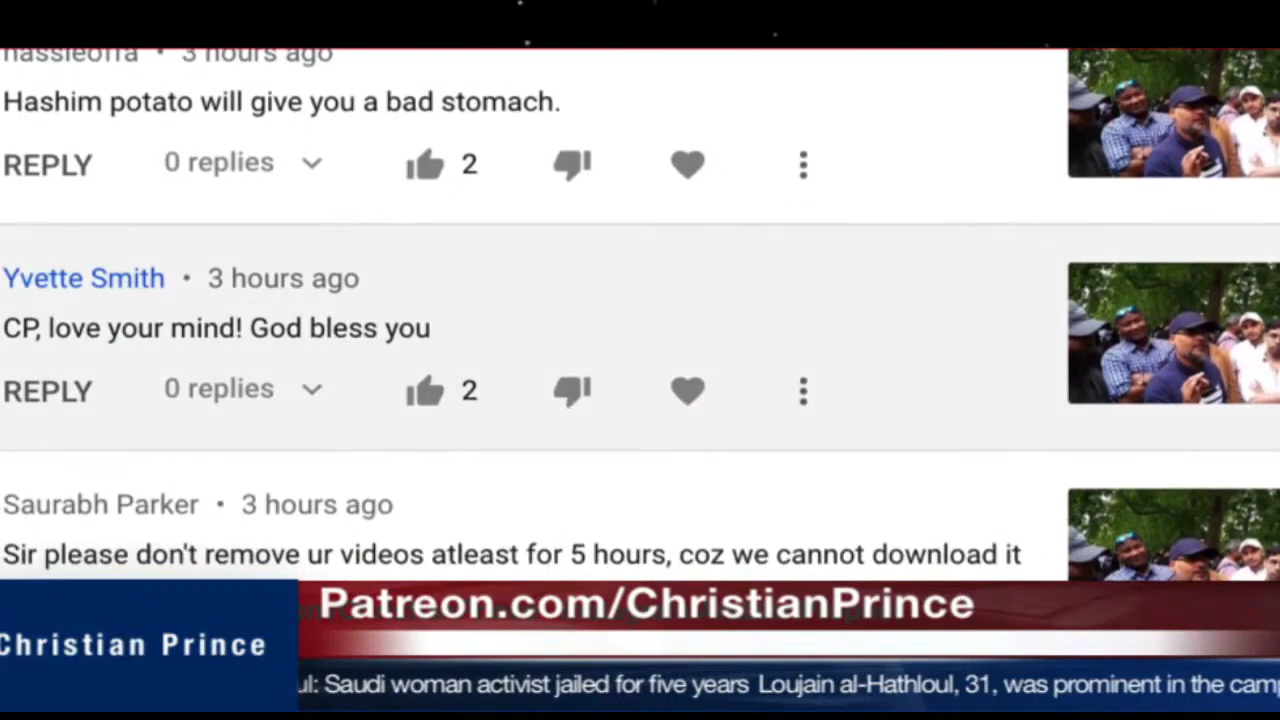 nassieoffa • 3 hours ago
Hashim potato will give you a bad stomach.
REPLY 0 replies 2
Yvette Smith • 3 hours ago
CP, love your mind! God bless you
REPLY 0 replies 2
Saurabh Parker • 3 hours ago
Sir please don't remove ur videos atleast for 5 hours, coz we cannot download it
Patreon.com/ChristianPrince
Christian Prince
ul: Saudi woman activist jailed for five years Loujain al-Hathloul, 31, was prominent in the camp